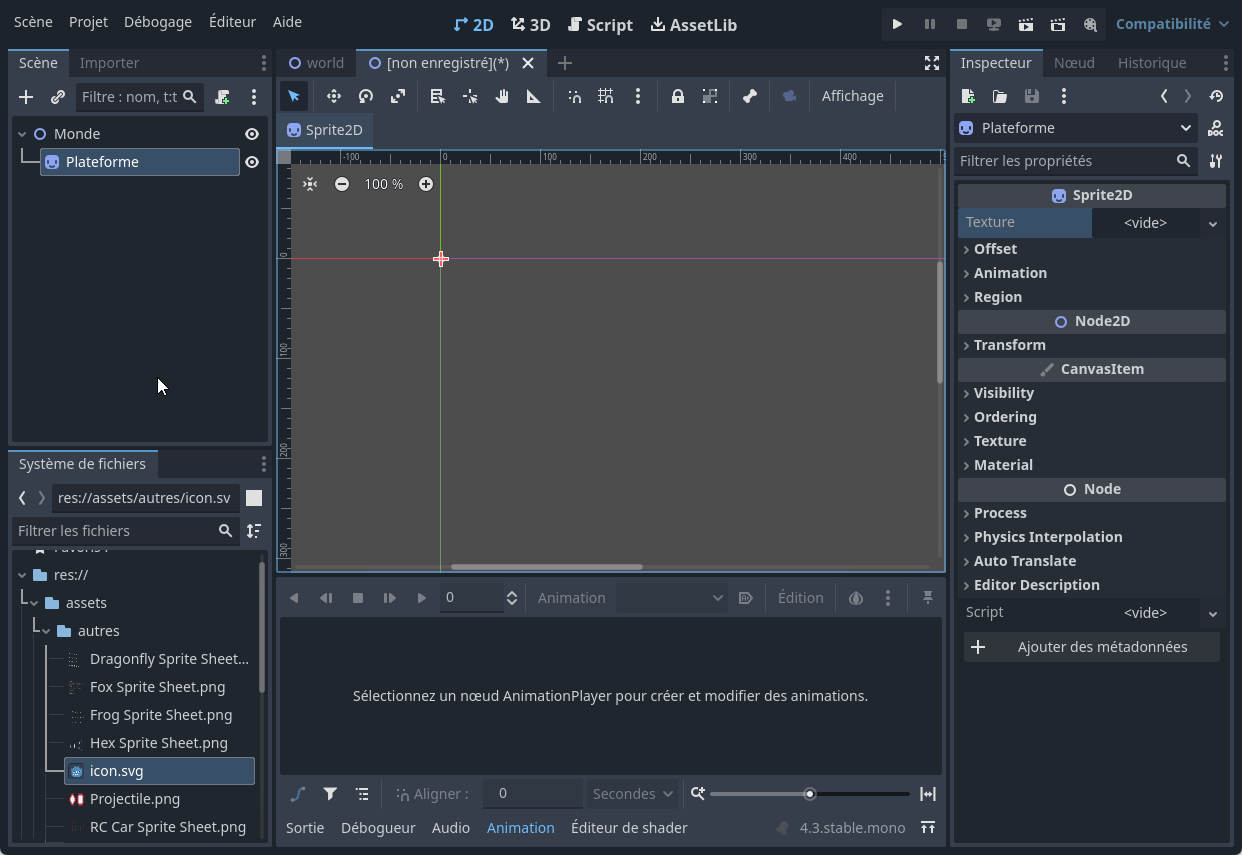 Scène Projet Débogage Éditeur Aide 2D 3D Script AssetLib Compatibilité
Scène Importer
Filtre : nom, t:t
Monde
Plateforme
Système de fichiers
res://assets/autres/icon.sv
Filtrer les fichiers
res://
assets
autres
Dragonfly Sprite Sheet...
Fox Sprite Sheet.png
Frog Sprite Sheet.png
Hex Sprite Sheet.png
icon.svg
Projectile.png
RC Car Sprite Sheet.png
world [non enregistré](*)
Affichage
Sprite2D
-100 0 100 200 300 400
100 %
0
100
200
300
0 Animation Édition
Sélectionnez un nœud AnimationPlayer pour créer et modifier des animations.
Aligner : 0 Secondes
Sortie Débogueur Audio Animation Éditeur de shader 4.3.stable.mono
Inspecteur Nœud Historique
Plateforme
Filtrer les propriétés
Sprite2D
Texture <vide>
Offset
Animation
Region
Node2D
Transform
CanvasItem
Visibility
Ordering
Texture
Material
Node
Process
Physics Interpolation
Auto Translate
Editor Description
Script <vide>
Ajouter des métadonnées